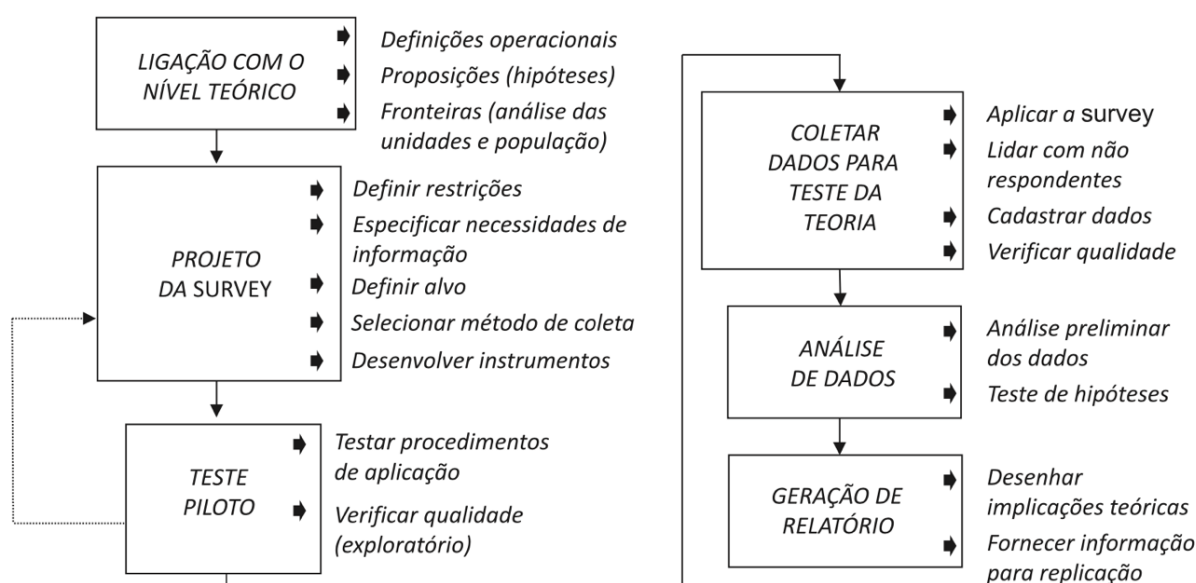 LIGAÇÃO COM O
NÍVEL TEÓRICO
Definições operacionais
Proposições (hipóteses)
Fronteiras (análise das
unidades e população)
PROJETO
DA SURVEY
Definir restrições
Especificar necessidades de
informação
Definir alvo
Selecionar método de coleta
Desenvolver instrumentos
TESTE
PILOTO
Testar procedimentos
de aplicação
Verificar qualidade
(exploratório)
COLETAR
DADOS PARA
TESTE DA
TEORIA
Aplicar a survey
Lidar com não
respondentes
Cadastrar dados
Verificar qualidade
ANÁLISE
DE DADOS
Análise preliminar
dos dados
Teste de hipóteses
GERAÇÃO DE
RELATÓRIO
Desenhar
implicações teóricas
Fornecer informação
para replicação